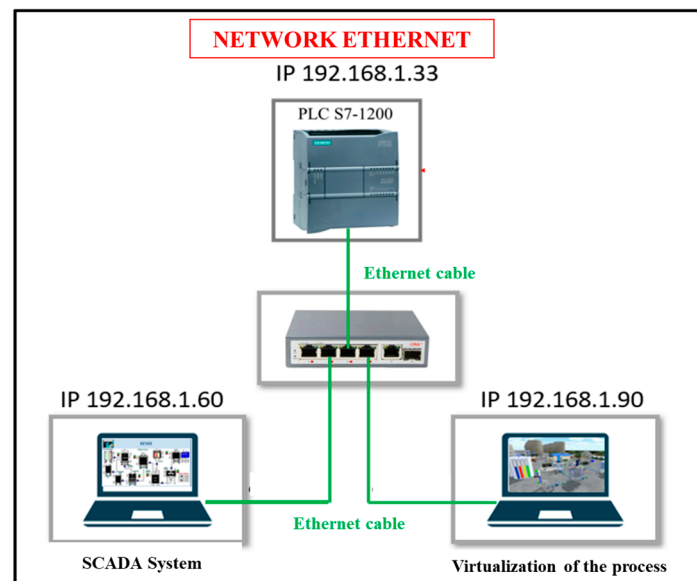 NETWORK ETHERNET
IP 192.168.1.33
PLC S7-1200
SIEMENS
Ethernet cable
IP 192.168.1.60
IP 192.168.1.90
Ethernet cable
SCADA System
Virtualization of the process